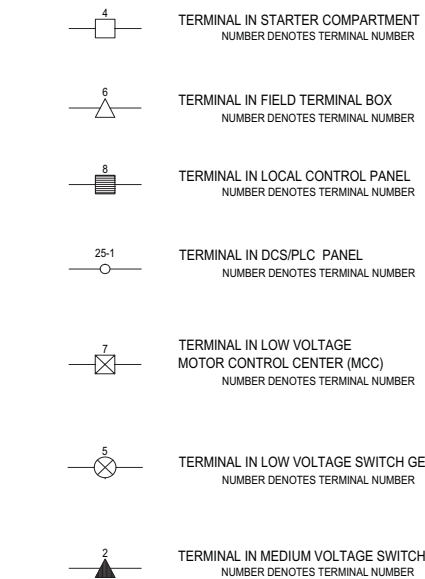 4
TERMINAL IN STARTER COMPARTMENT
NUMBER DENOTES TERMINAL NUMBER
6
TERMINAL IN FIELD TERMINAL BOX
NUMBER DENOTES TERMINAL NUMBER
8
TERMINAL IN LOCAL CONTROL PANEL
NUMBER DENOTES TERMINAL NUMBER
25-1
TERMINAL IN DCS/PLC PANEL
NUMBER DENOTES TERMINAL NUMBER
7
TERMINAL IN LOW VOLTAGE
MOTOR CONTROL CENTER (MCC)
NUMBER DENOTES TERMINAL NUMBER
5
TERMINAL IN LOW VOLTAGE SWITCH GE
NUMBER DENOTES TERMINAL NUMBER
2
TERMINAL IN MEDIUM VOLTAGE SWITCH
NUMBER DENOTES TERMINAL NUMBER